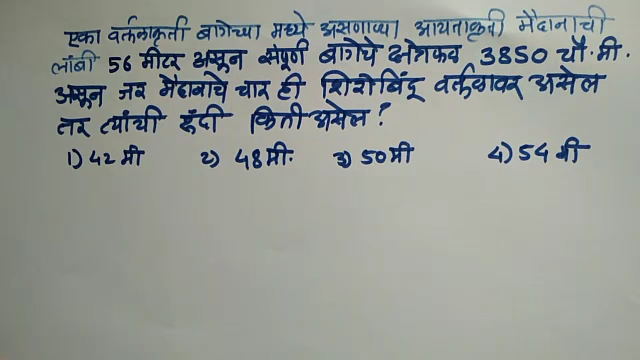 एका वर्तुळाकृती बागेच्या मध्ये असणाऱ्या आयताकृती मैदानाची
लांबी 56 मीटर असून संपूर्ण बागेचे क्षेत्रफळ 3850 चौ.मी.
असून जर मैदानाचे चार ही शिरोबिंदू वर्तुळावर असेल
तर त्यांची रुंदी किती असेल?
1) 42 मी 2) 48 मी. 3) 50 मी 4) 54 मी